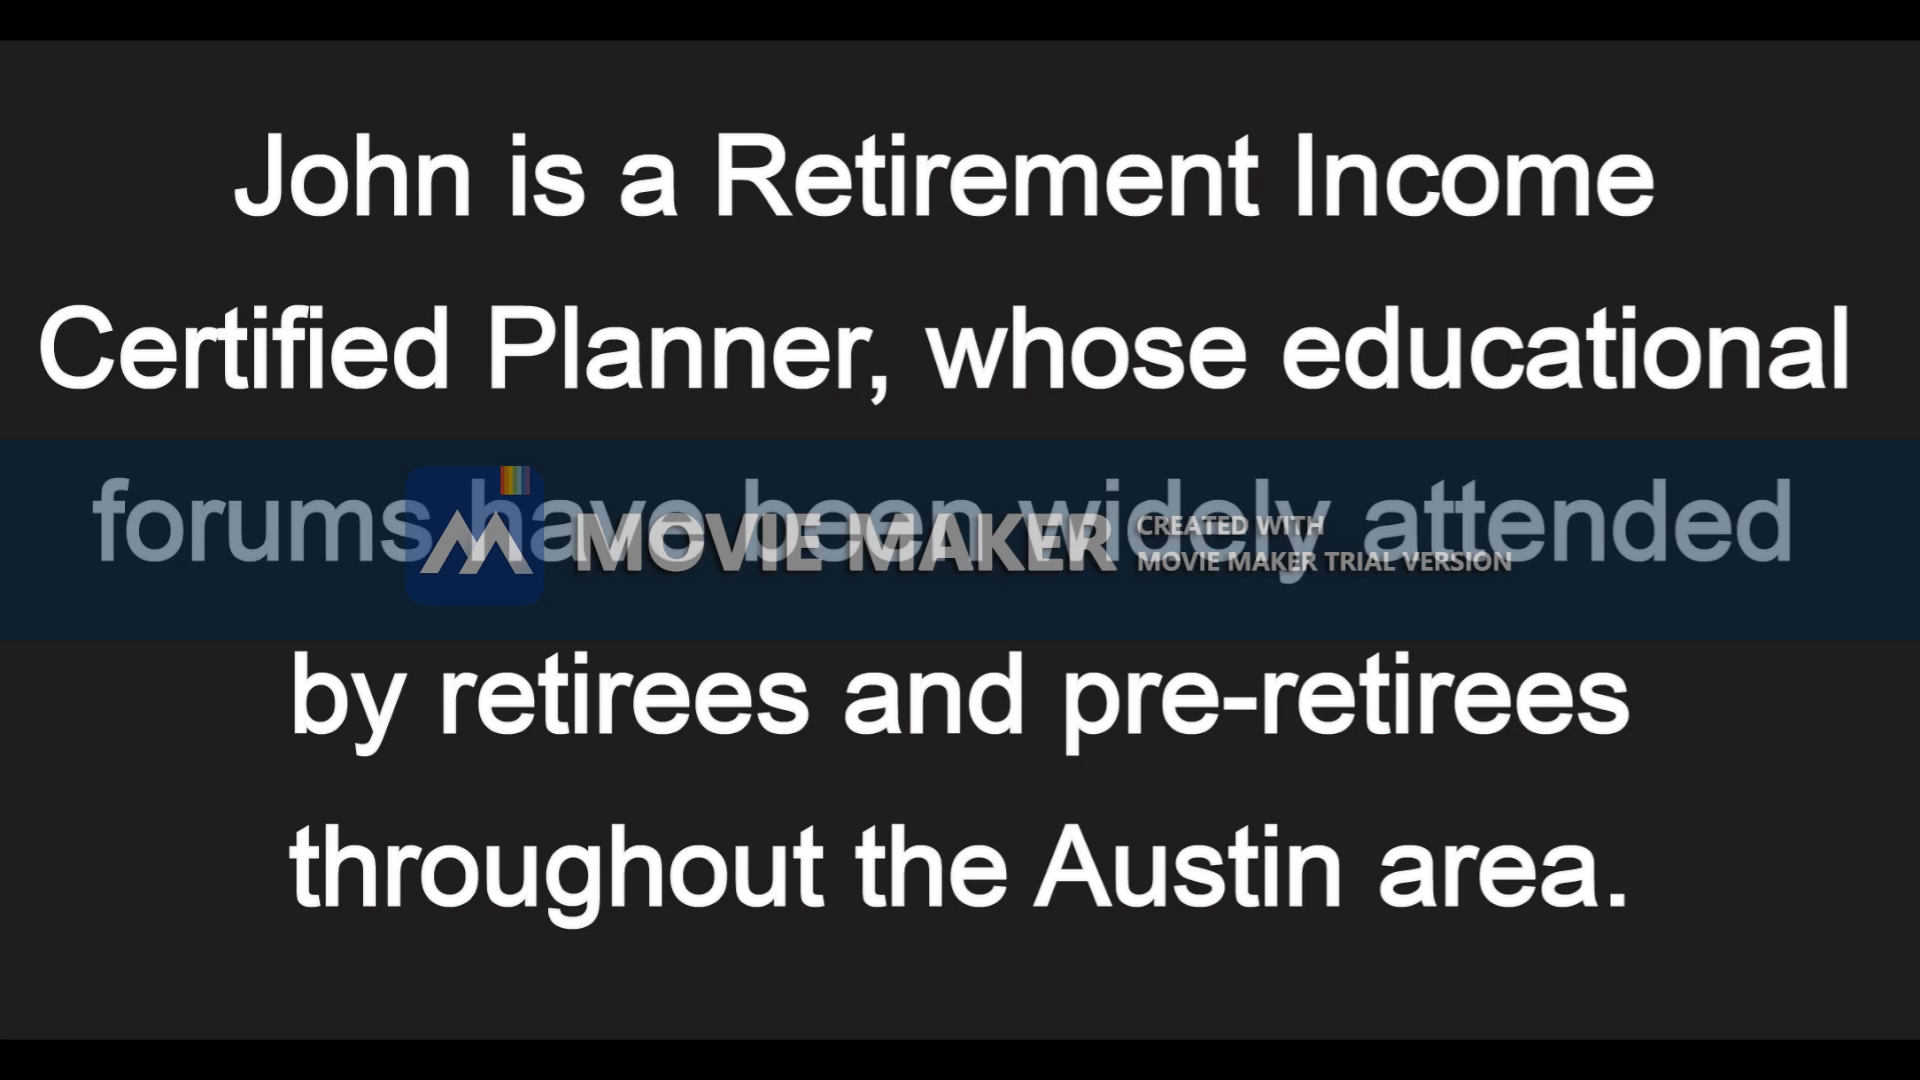 John is a Retirement Income
Certified Planner, whose educational
forums have been widely attended
MOVIE MAKER
CREATED WITH
MOVIE MAKER TRIAL VERSION
by retirees and pre-retirees
throughout the Austin area.